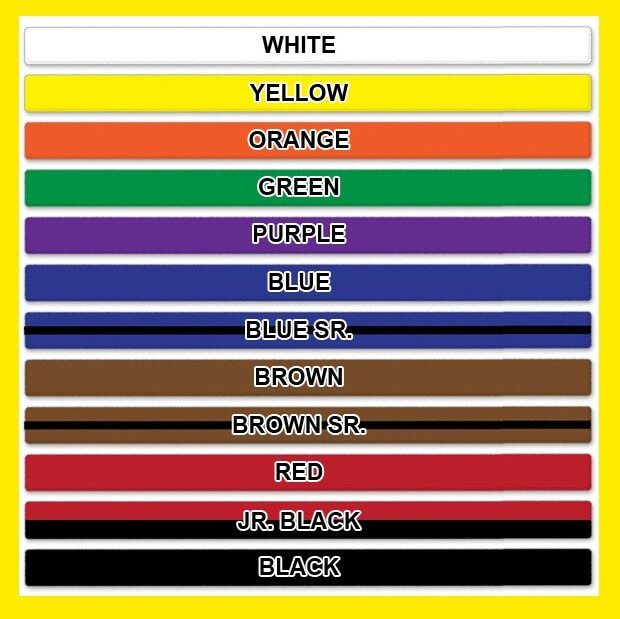 WHITE
YELLOW
ORANGE
GREEN
PURPLE
BLUE
BLUE SR.
BROWN
BROWN SR.
RED
JR. BLACK
BLACK